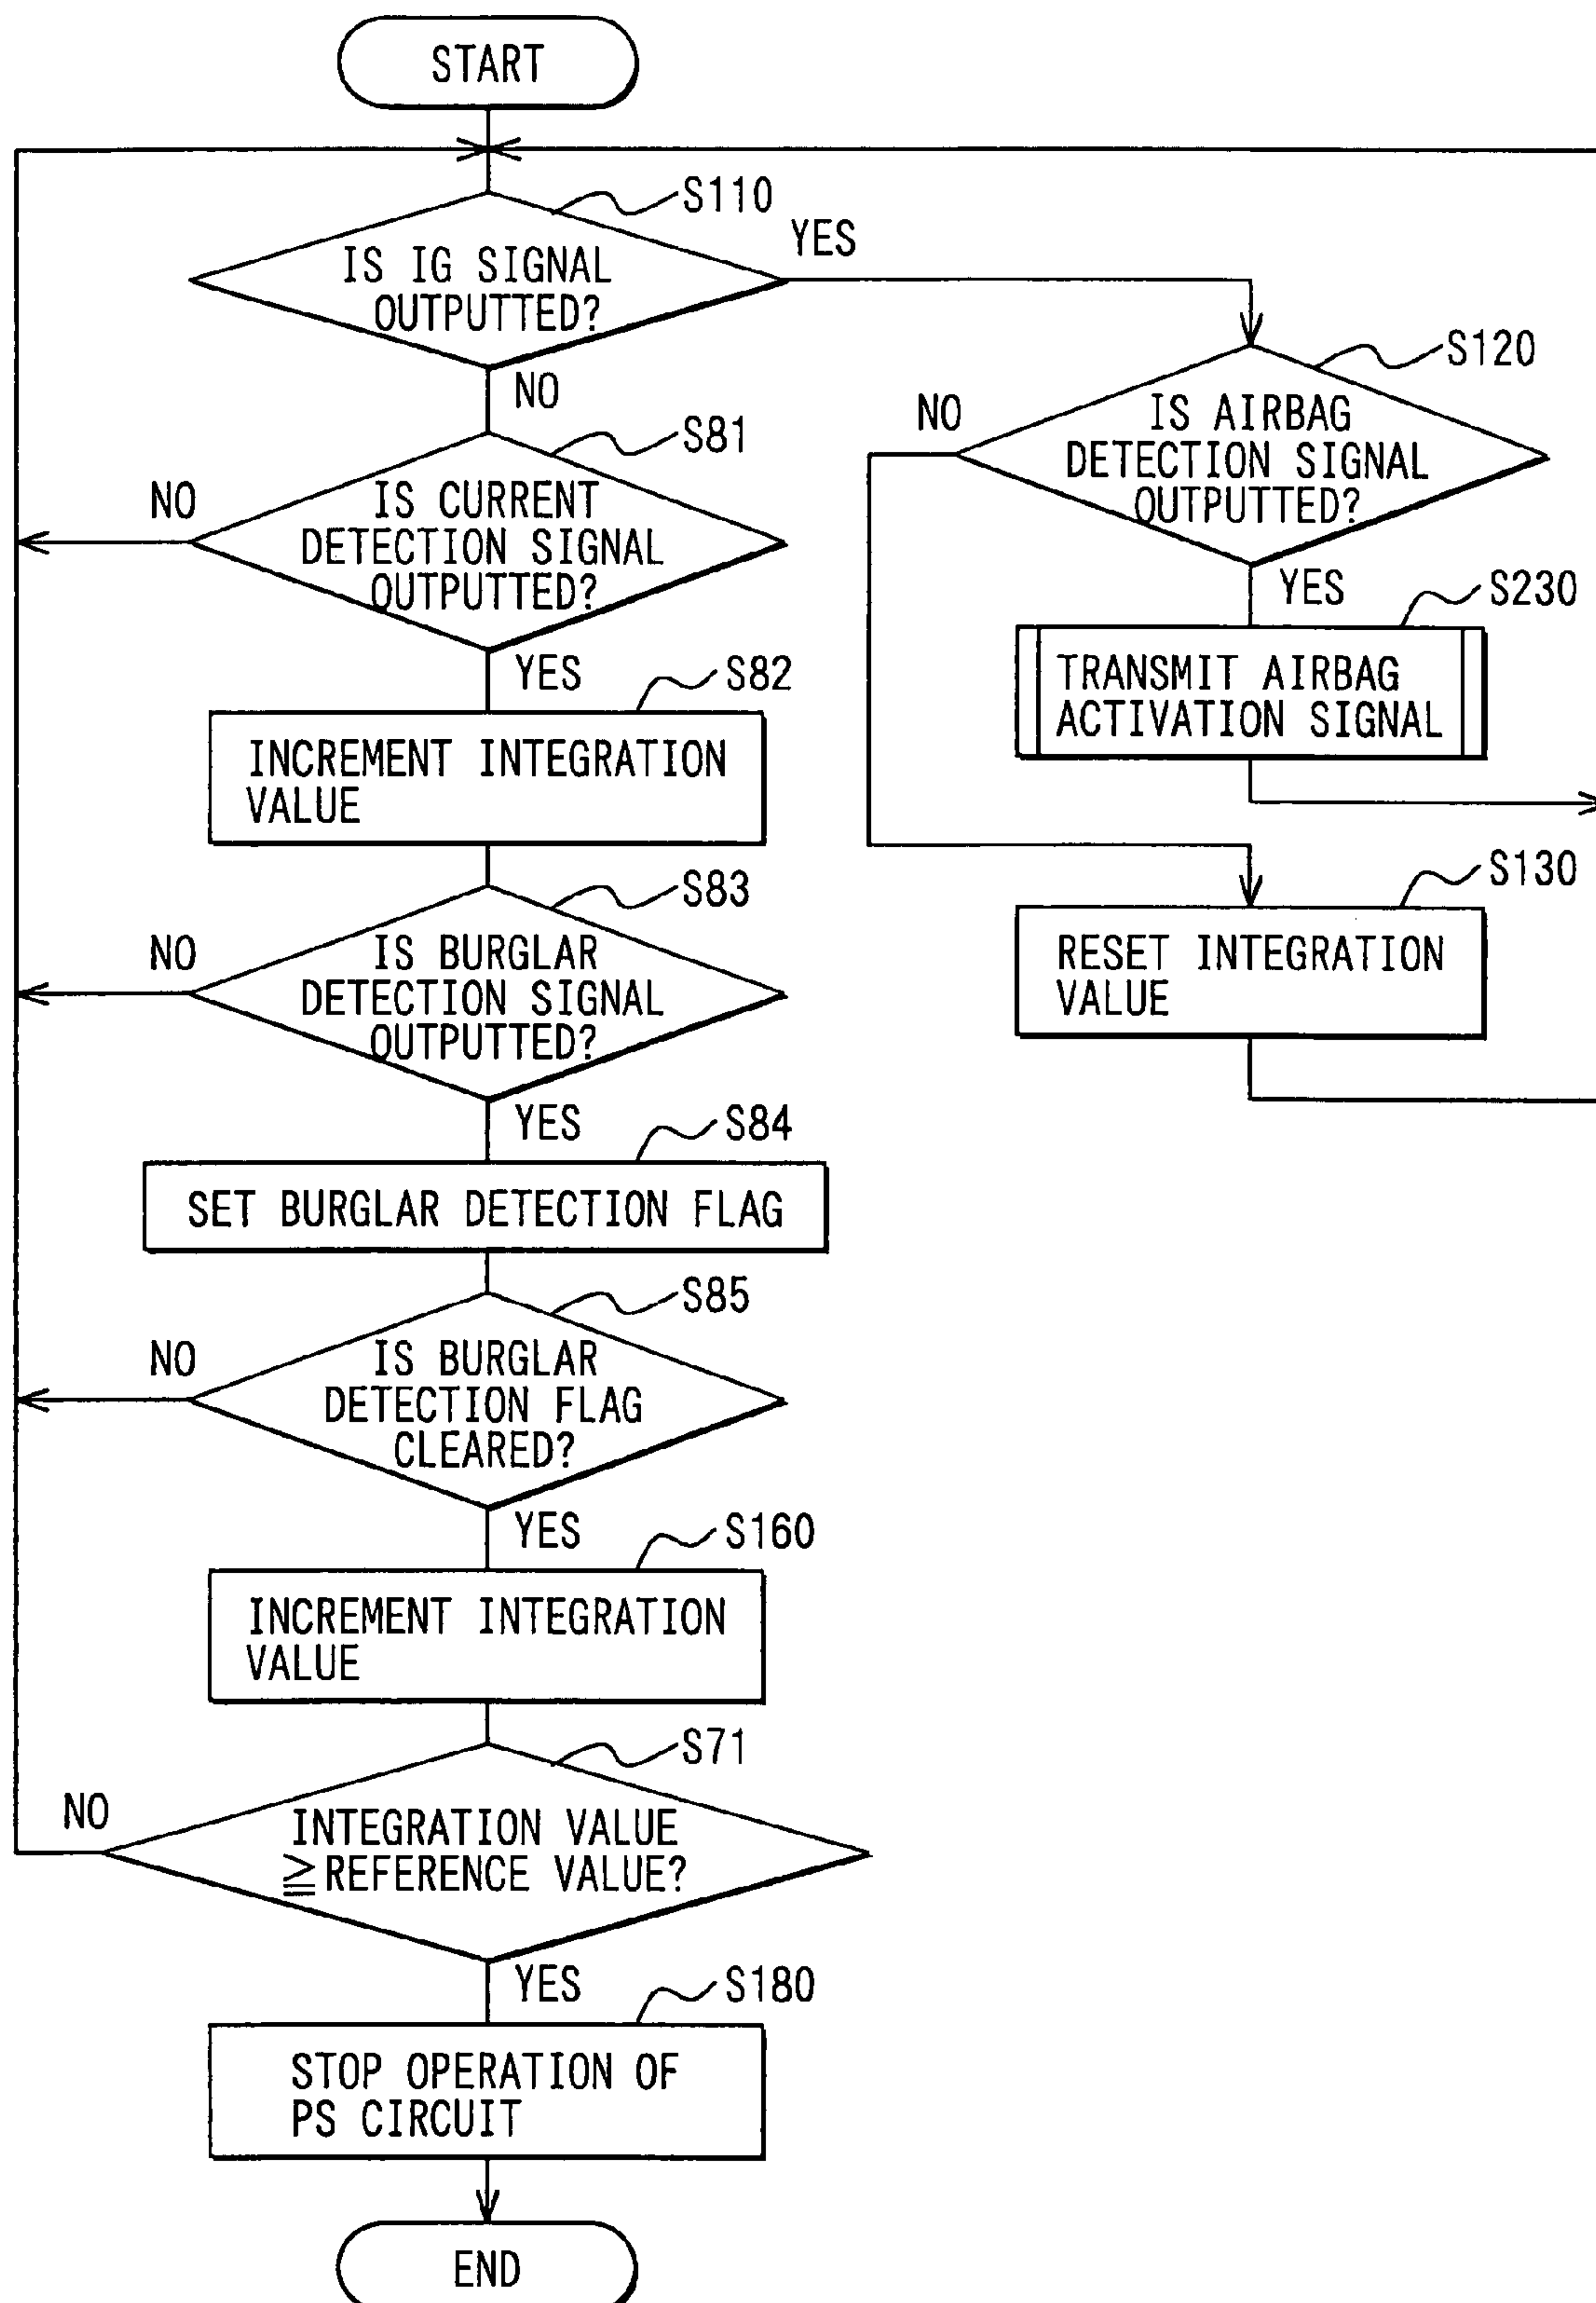 START
S110
IS IG SIGNAL
OUTPUTTED?
YES
NO
S120
IS AIRBAG
DETECTION SIGNAL
OUTPUTTED?
NO
YES
S230
TRANSMIT AIRBAG
ACTIVATION SIGNAL
S130
RESET INTEGRATION
VALUE
S81
IS CURRENT
DETECTION SIGNAL
OUTPUTTED?
NO
YES
S82
INCREMENT INTEGRATION
VALUE
S83
IS BURGLAR
DETECTION SIGNAL
OUTPUTTED?
NO
YES
S84
SET BURGLAR DETECTION FLAG
S85
IS BURGLAR
DETECTION FLAG
CLEARED?
NO
YES
S160
INCREMENT INTEGRATION
VALUE
S71
INTEGRATION VALUE
≧REFERENCE VALUE?
NO
YES
S180
STOP OPERATION OF
PS CIRCUIT
END